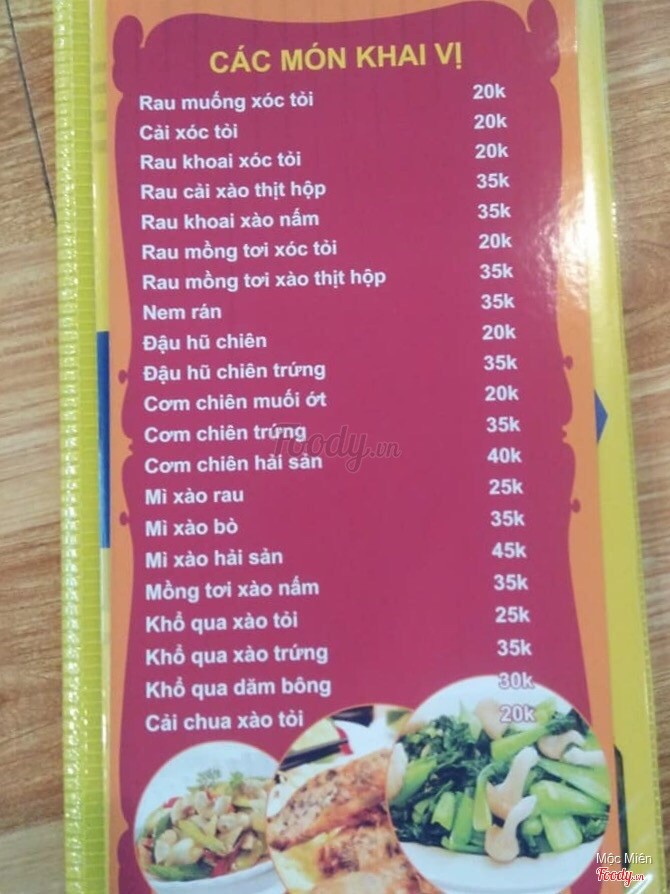 CÁC MÓN KHAI VỊ
Rau muống xóc tỏi 20k
Cải xóc tỏi 20k
Rau khoai xóc tỏi 20k
Rau cải xào thịt hộp 35k
Rau khoai xào nấm 35k
Rau mồng tơi xóc tỏi 20k
Rau mồng tơi xào thịt hộp 35k
Nem rán 35k
Đậu hũ chiên 20k
Đậu hũ chiên trứng 35k
Cơm chiên muối ớt 20k
Cơm chiên trứng 35k
Foody.vn
Cơm chiên hải sản 40k
Mì xào rau 25k
Mì xào bò 35k
Mì xào hải sản 45k
Mồng tơi xào nấm 35k
Khổ qua xào tỏi 25k
Khổ qua xào trứng 35k
Khổ qua dăm bông 30k
Cải chua xào tỏi 20k
Mộc Miên
Foody.vn